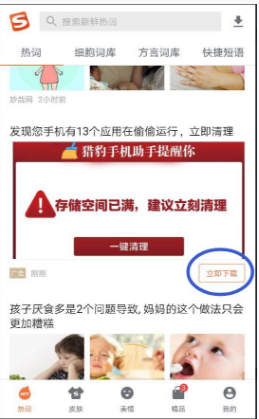 搜索新鲜热词
热词 细胞词库 方言词库 快捷短语
妙哉网 2小时前
发现您手机有13个应用在偷偷运行，立即清理
猎豹手机助手提醒你
存储空间已满，建议立刻清理
一键清理
广告 刚刚 立即下载
孩子厌食多是2个问题导致,妈妈的这个做法只会
更加糟糕
热词 皮肤 表情 精品 我的